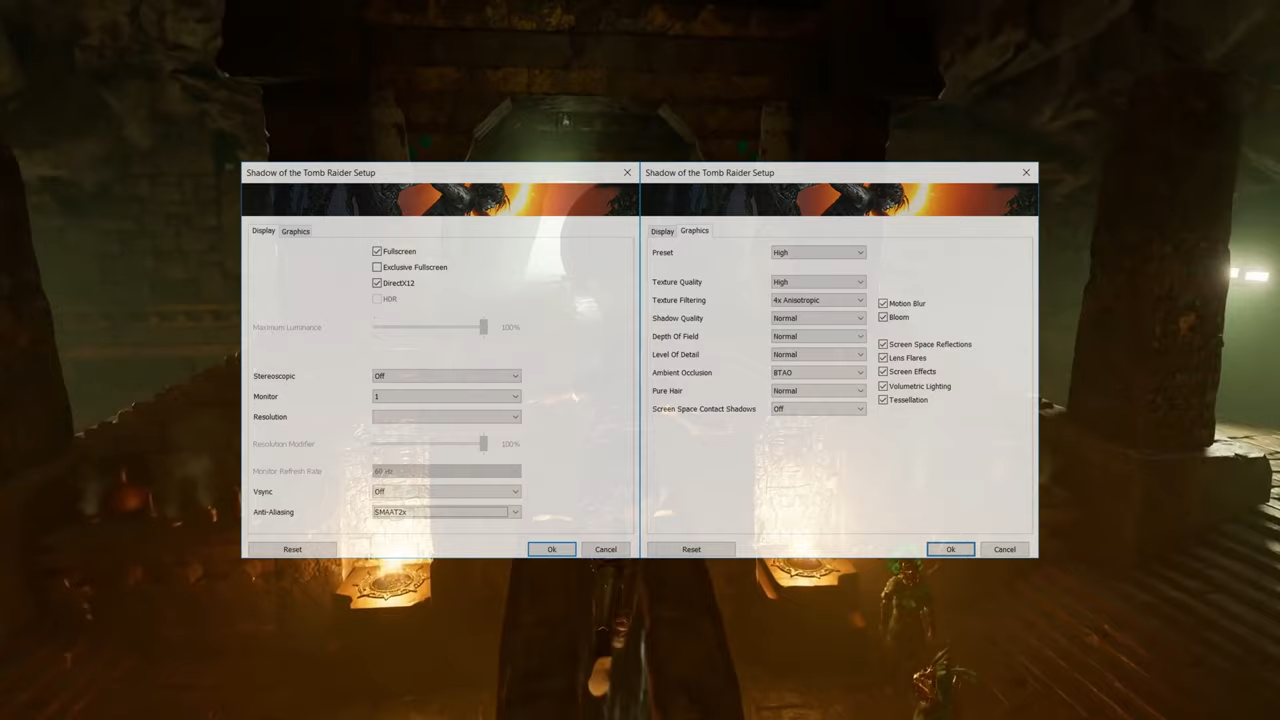 Shadow of the Tomb Raider Setup
Display Graphics
Fullscreen
Exclusive Fullscreen
DirectX12
HDR
Maximum Luminance 100%
Stereoscopic Off
Monitor 1
Resolution
Resolution Modifier 100%
Monitor Refresh Rate 60 Hz
Vsync Off
Anti-Aliasing SMAAT2x
Reset Ok Cancel
Shadow of the Tomb Raider Setup
Display Graphics
Preset High
Texture Quality High
Texture Filtering 4x Anisotropic
Shadow Quality Normal
Depth Of Field Normal
Level Of Detail Normal
Ambient Occlusion BTAO
Pure Hair Normal
Screen Space Contact Shadows Off
Motion Blur
Bloom
Screen Space Reflections
Lens Flares
Screen Effects
Volumetric Lighting
Tessellation
Reset Ok Cancel